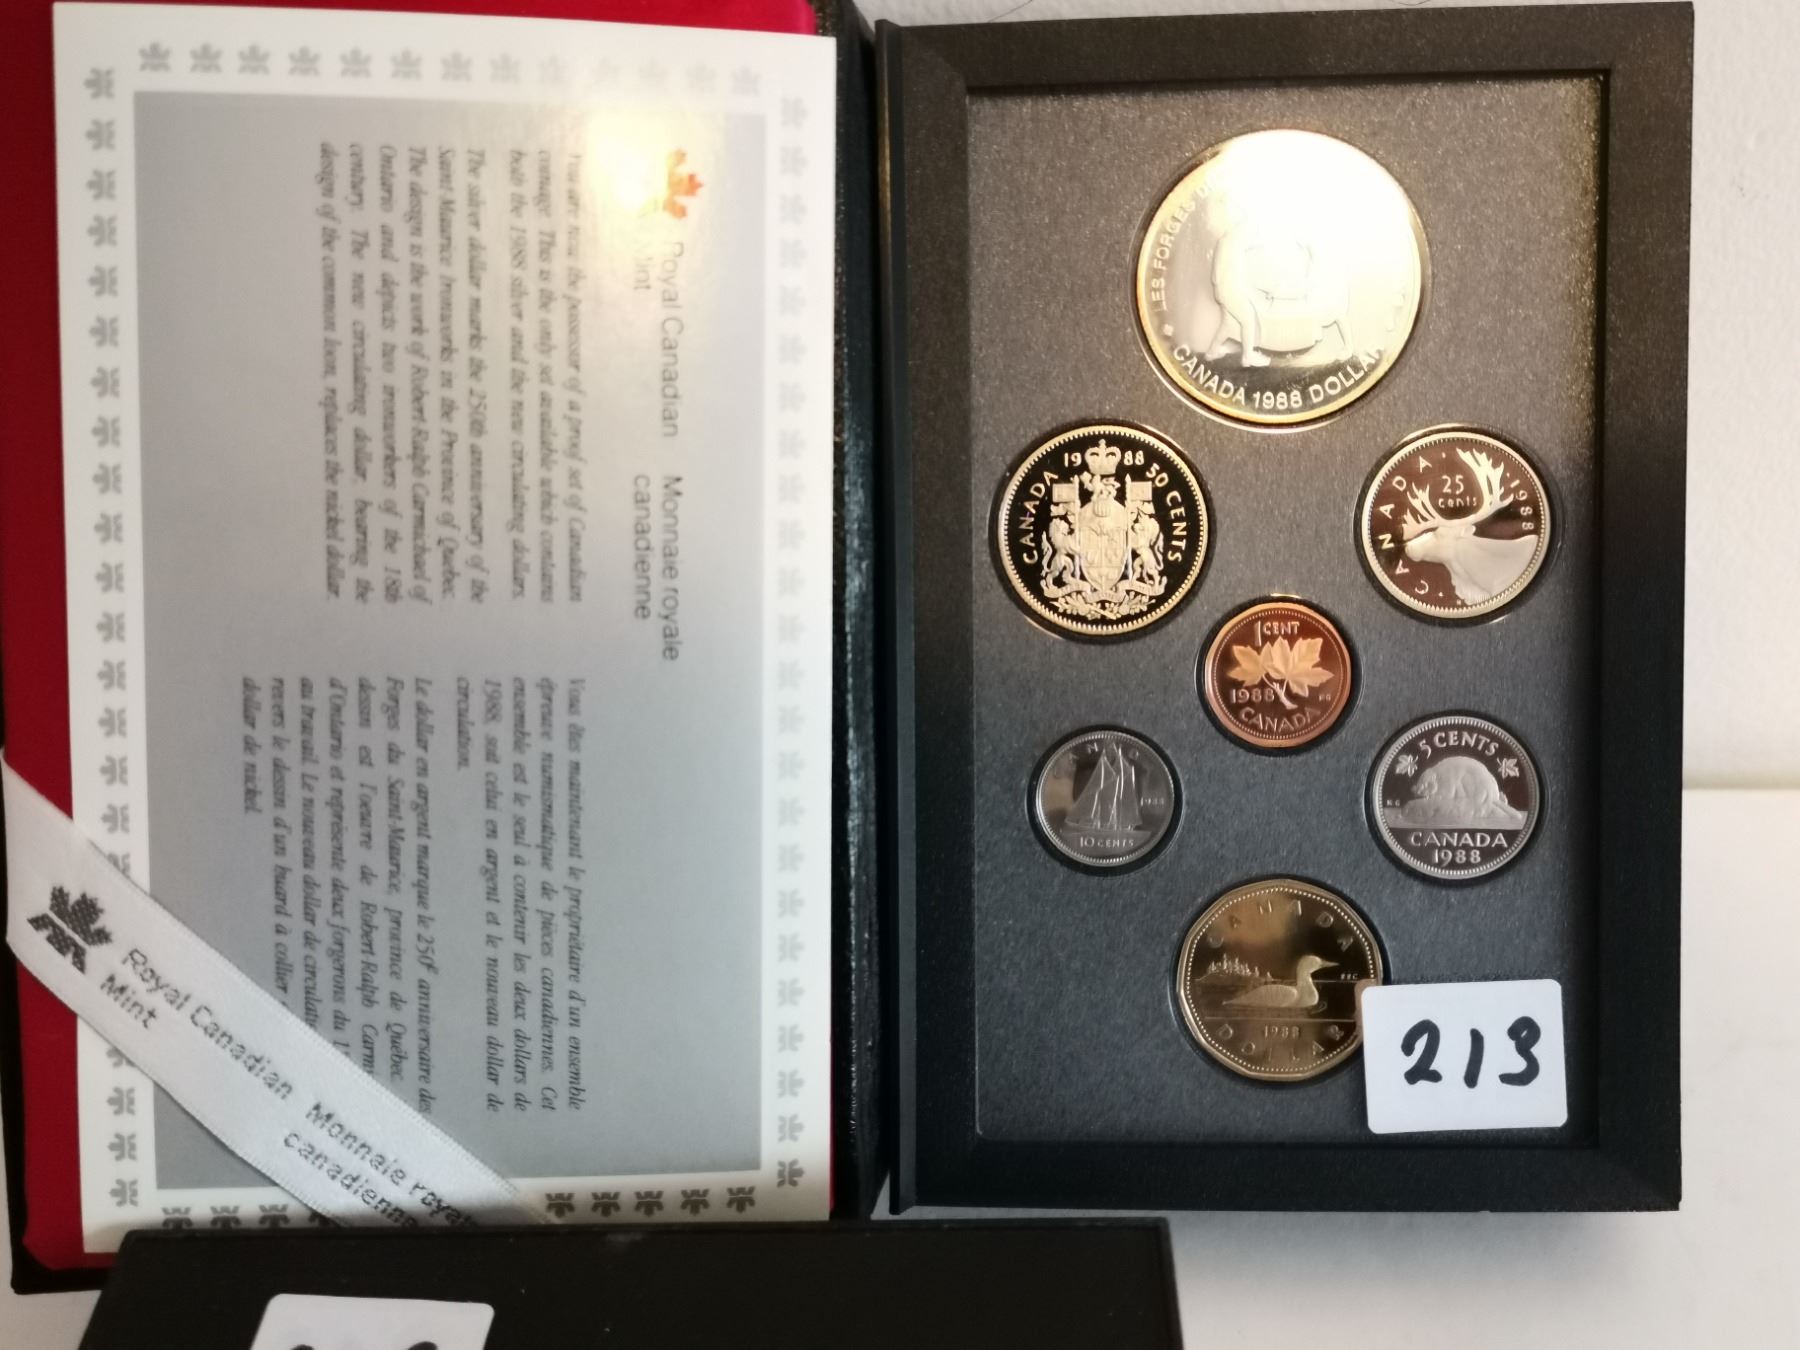 Royal Canadian Mint
Monnaie royale canadienne
You are now the possessor of a proof set of Canadian
coinage. This is the only set available which contains
both the 1988 silver and the new circulating dollars.
The silver dollar marks the 250th anniversary of the
Saint-Maurice Ironworks in the Province of Quebec.
The design is the work of Robert-Ralph Carmichael of
Ontario and depicts two ironworkers of the 18th
century. The new circulating dollar, bearing the
design of the common loon, replaces the nickel dollar.
Vous êtes maintenant le propriétaire d'un ensemble
épreuve numismatique de pièces canadiennes. Cet
ensemble est le seul à contenir les deux dollars de
1988, soit celui en argent et le nouveau dollar de
circulation.
Le dollar en argent marque le 250e anniversaire des
Forges du Saint-Maurice, province de Québec.
dessin est l'oeuvre de Robert-Ralph
d'Ontario et représente deux forgerons du
au travail. Le nouveau dollar de
revers le dessin d'un huard à collier
dollar de nickel.
Royal Canadian
Mint
Monnaie royale
canadienne
LES FORGES
CANADA 1988 DOLLAR
1988 50 CENTS
CANADA
25
cents
CANADA 1988
1 CENT
1988 KG
CANADA
CANADA
1988
10 CENTS
5 CENTS
KG
CANADA
1988
CANADA
RRC
1988
DOLLAR
213